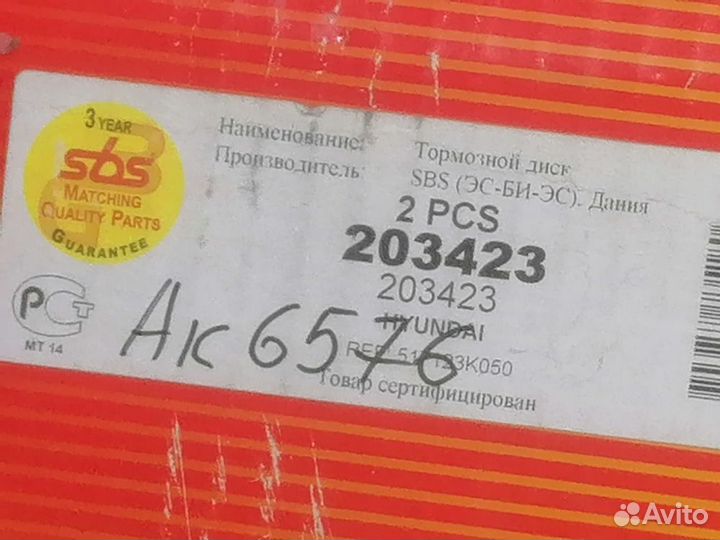 3 YEAR
sbs
MATCHING
QUALITY PARTS
GUARANTEE
Наименование: Тормозной диск
Производитель: SBS (ЭС-БИ-ЭС). Дания
2 PCS
203423
203423
HYUNDAI
3K050
Товар сертифицирован
РСТ
МТ 14
Ак 6576
Avito